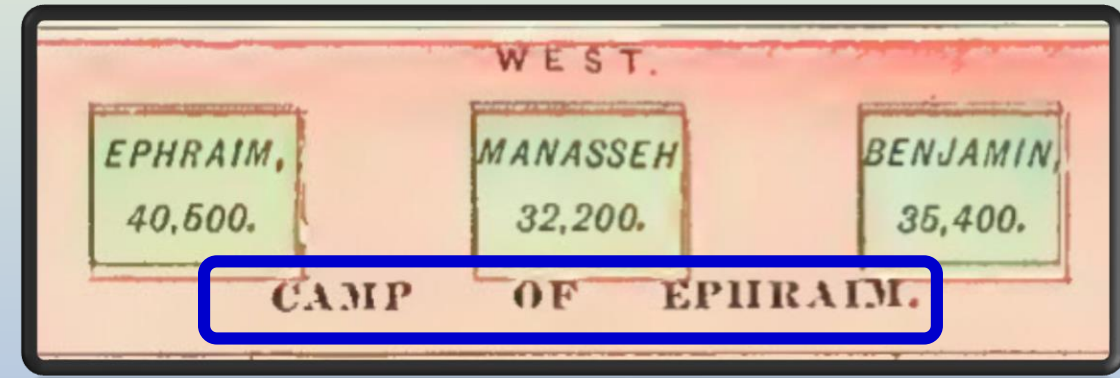 WEST.
EPHRAIM, MANASSEH BENJAMIN,
40,500. 32,200. 35,400.
CAMP OF EPHRAIM.